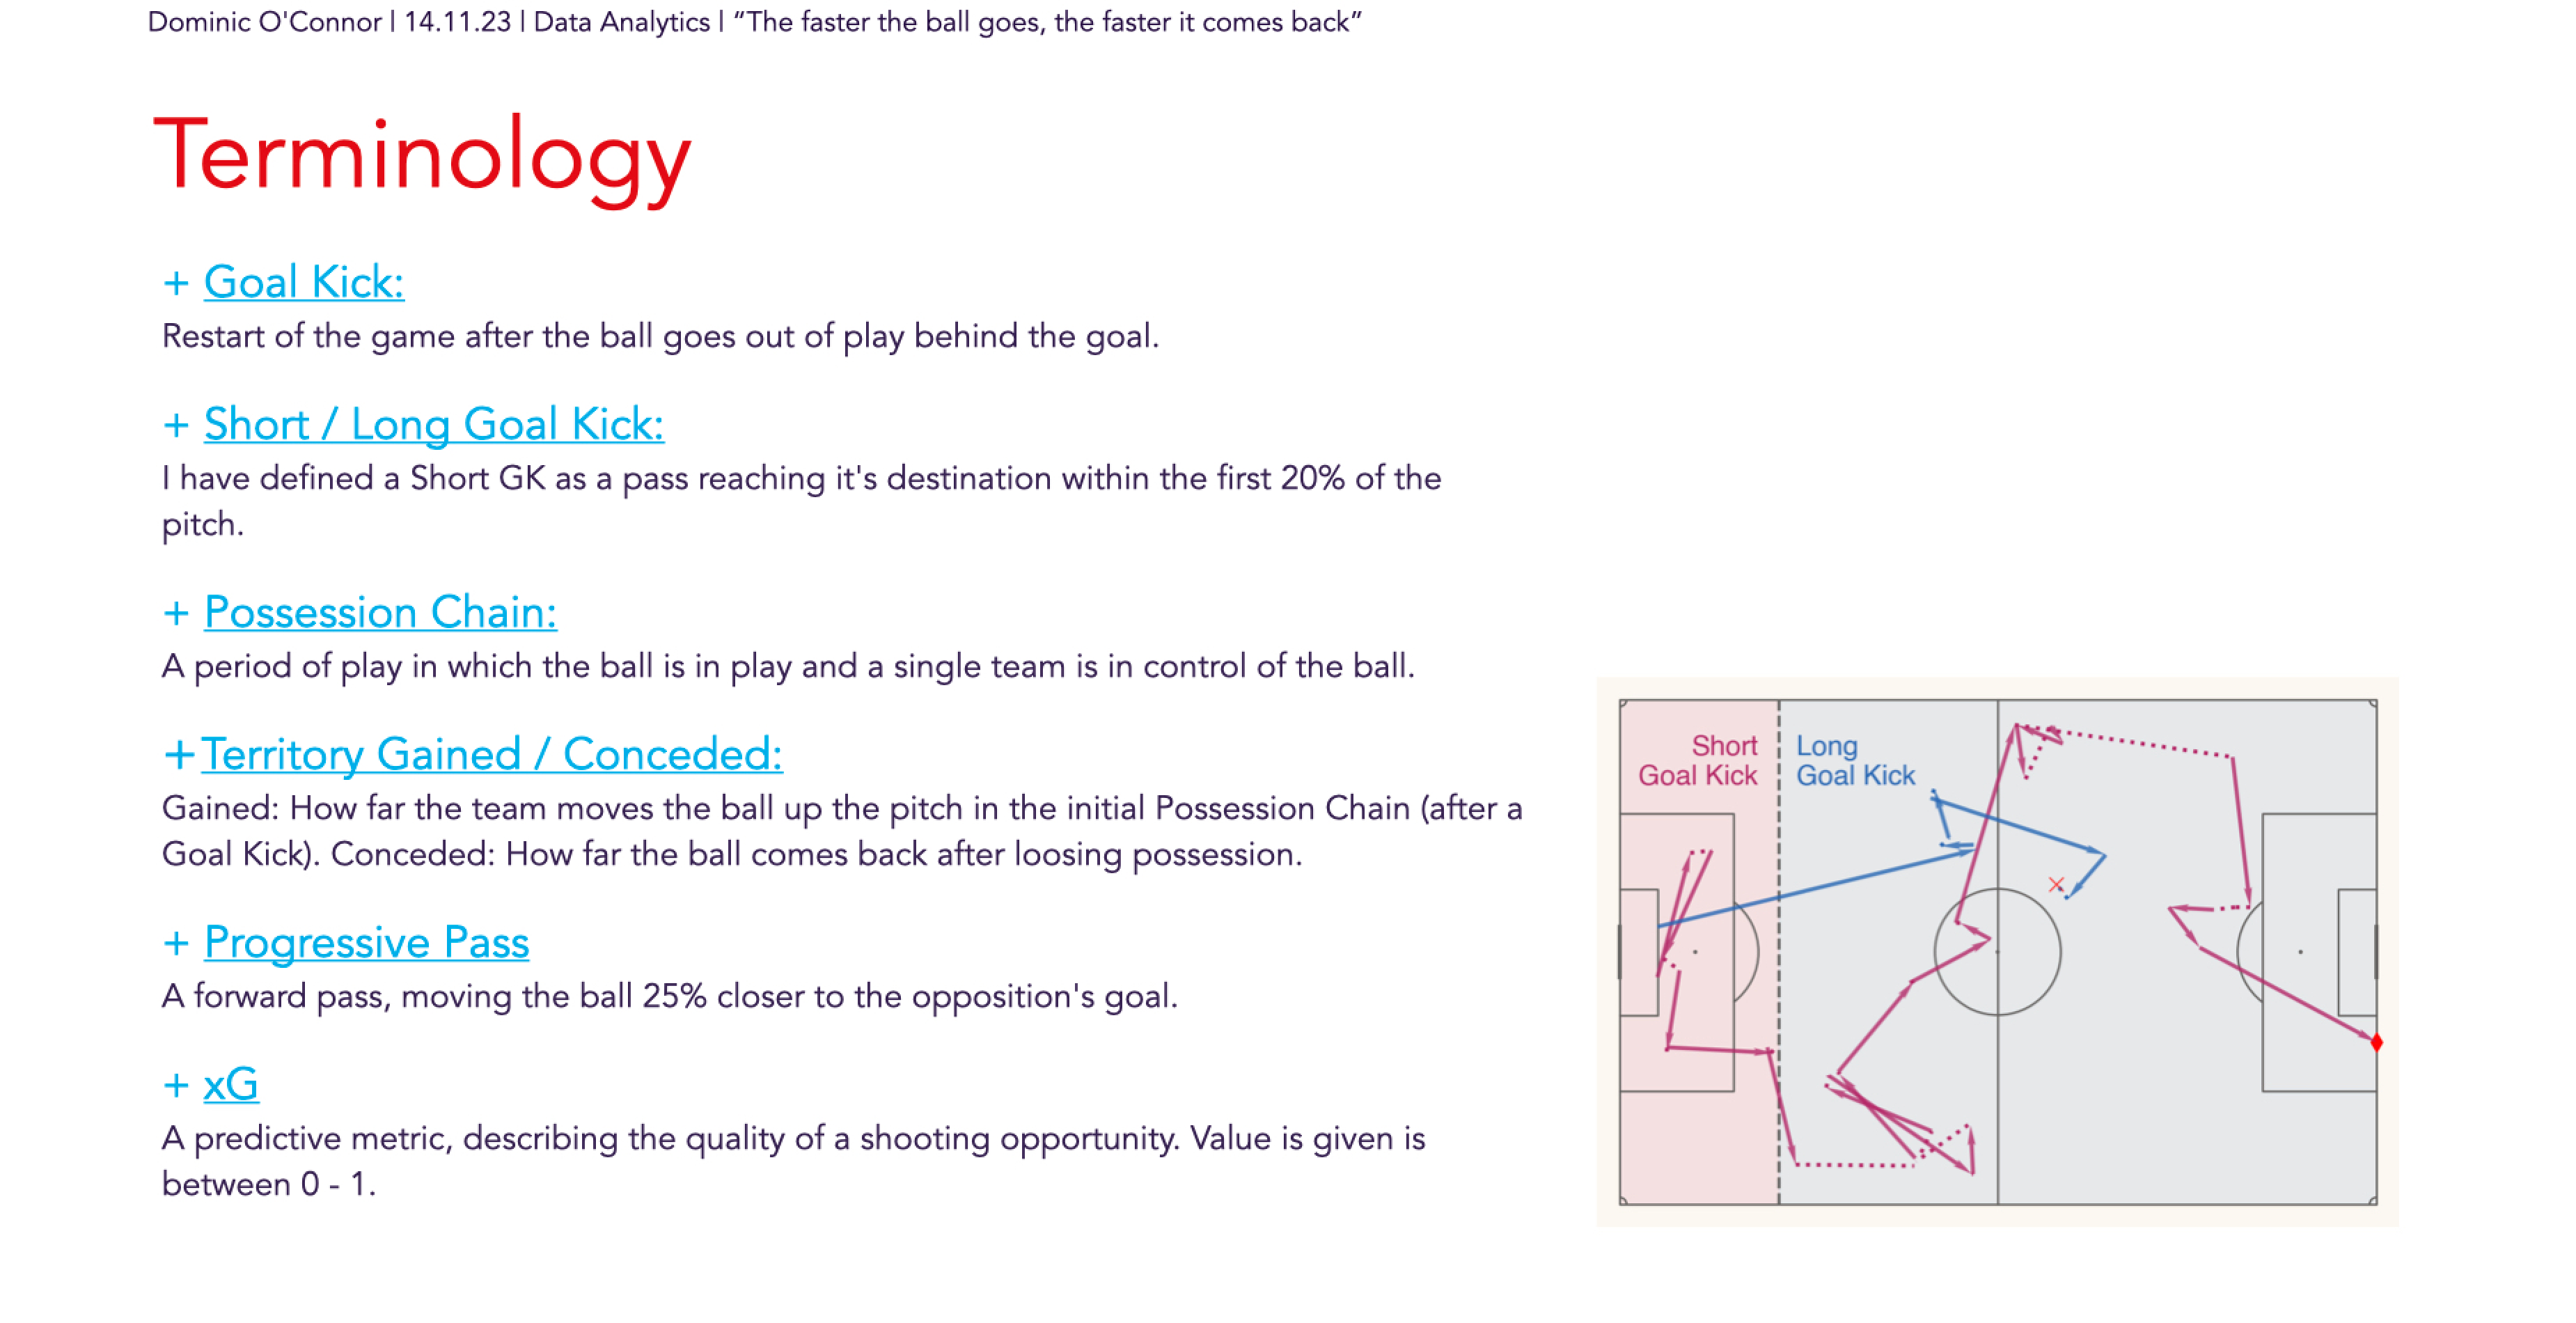 Dominic O'Connor | 14.11.23 | Data Analytics | “The faster the ball goes, the faster it comes back”
Terminology
+ Goal Kick:
Restart of the game after the ball goes out of play behind the goal.
+ Short / Long Goal Kick:
I have defined a Short GK as a pass reaching it's destination within the first 20% of the
pitch.
+ Possession Chain:
A period of play in which the ball is in play and a single team is in control of the ball.
+ Territory Gained / Conceded:
Gained: How far the team moves the ball up the pitch in the initial Possession Chain (after a
Goal Kick). Conceded: How far the ball comes back after loosing possession.
+ Progressive Pass
A forward pass, moving the ball 25% closer to the opposition's goal.
+ xG
A predictive metric, describing the quality of a shooting opportunity. Value is given is
between 0 - 1.
Short
Goal Kick
Long
Goal Kick